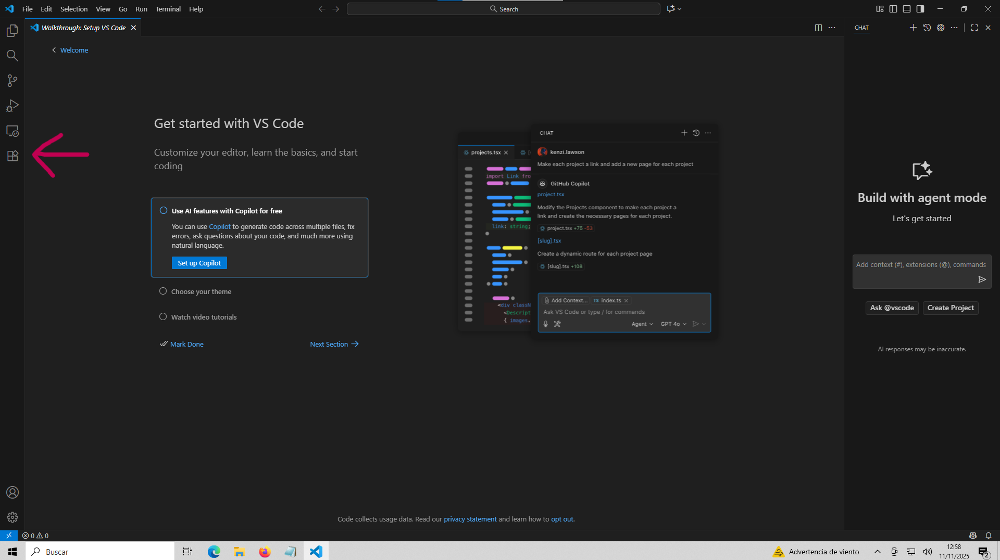 File Edit Selection View Go Run Terminal Help
Search
Walkthrough: Setup VS Code
CHAT
Welcome
Get started with VS Code
Customize your editor, learn the basics, and start
coding
Use AI features with Copilot for free
You can use Copilot to generate code across multiple files, fix
errors, ask questions about your code, and much more using
natural language.
Set up Copilot
Choose your theme
Watch video tutorials
Mark Done
Next Section
projects.tsx
import Link fro
link: string;
<div classN
<Descript
{ images.
CHAT
kenzi.lawson
Make each project a link and add a new page for each project
GitHub Copilot
project.tsx
Modify the Projects component to make each project a
link and create the necessary pages for each project.
project.tsx +75 -53
[slug].tsx
Create a dynamic route for each project page
[slug].tsx +108
Add Context... TS index.ts
Ask VS Code or type / for commands
Agent GPT 4o
Build with agent mode
Let's get started
Add context (#), extensions (@), commands
Ask @vscode Create Project
AI responses may be inaccurate.
Code collects usage data. Read our privacy statement and learn how to opt out.
0 0
Buscar
Advertencia de viento
12:58
11/11/2025
2